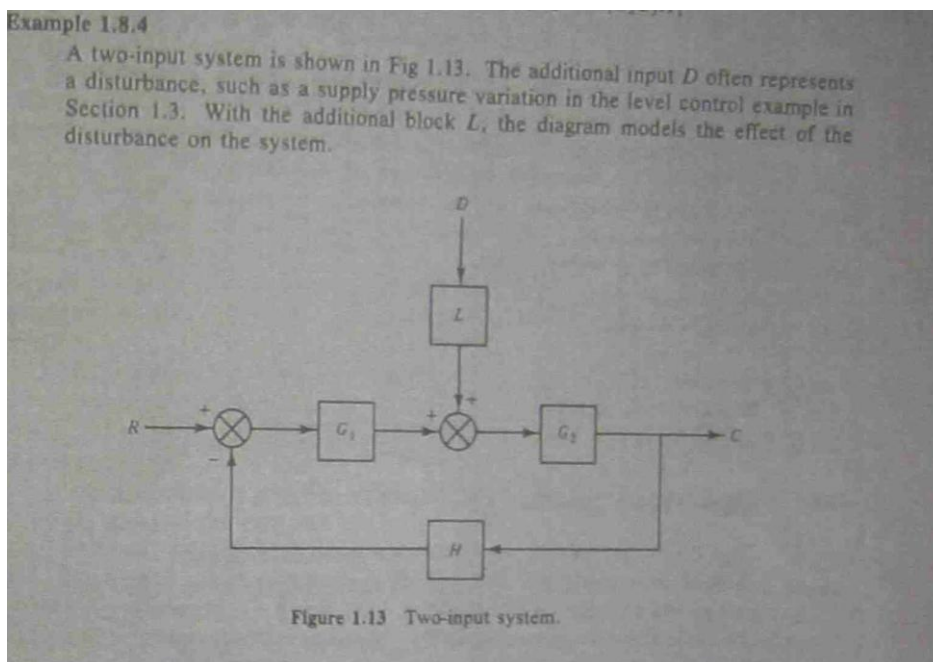 Example 1.8.4
A two-input system is shown in Fig 1.13. The additional input D often represents
a disturbance, such as a supply pressure variation in the level control example in
Section 1.3. With the additional block L, the diagram models the effect of the
disturbance on the system.
D
L
+
+ +
R
G₁
G₂
C
−
H
Figure 1.13 Two-input system.